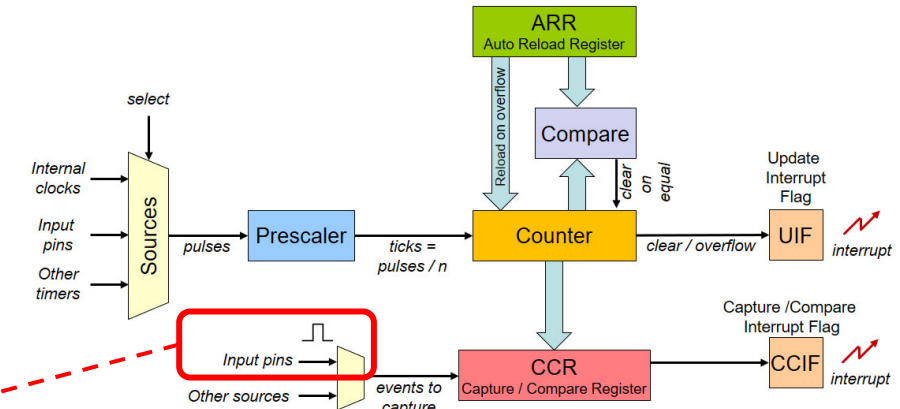 ARR
Auto Reload Register
Reload on overflow
select
Compare
clear
on
equal
Internal
clocks
Input
pins
Other
timers
Sources
pulses
Prescaler
ticks =
pulses / n
Counter
clear / overflow
Update
Interrupt
Flag
UIF
interrupt
Input pins
Other sources
events to
capture
CCR
Capture / Compare Register
Capture /Compare
Interrupt Flag
CCIF
interrupt